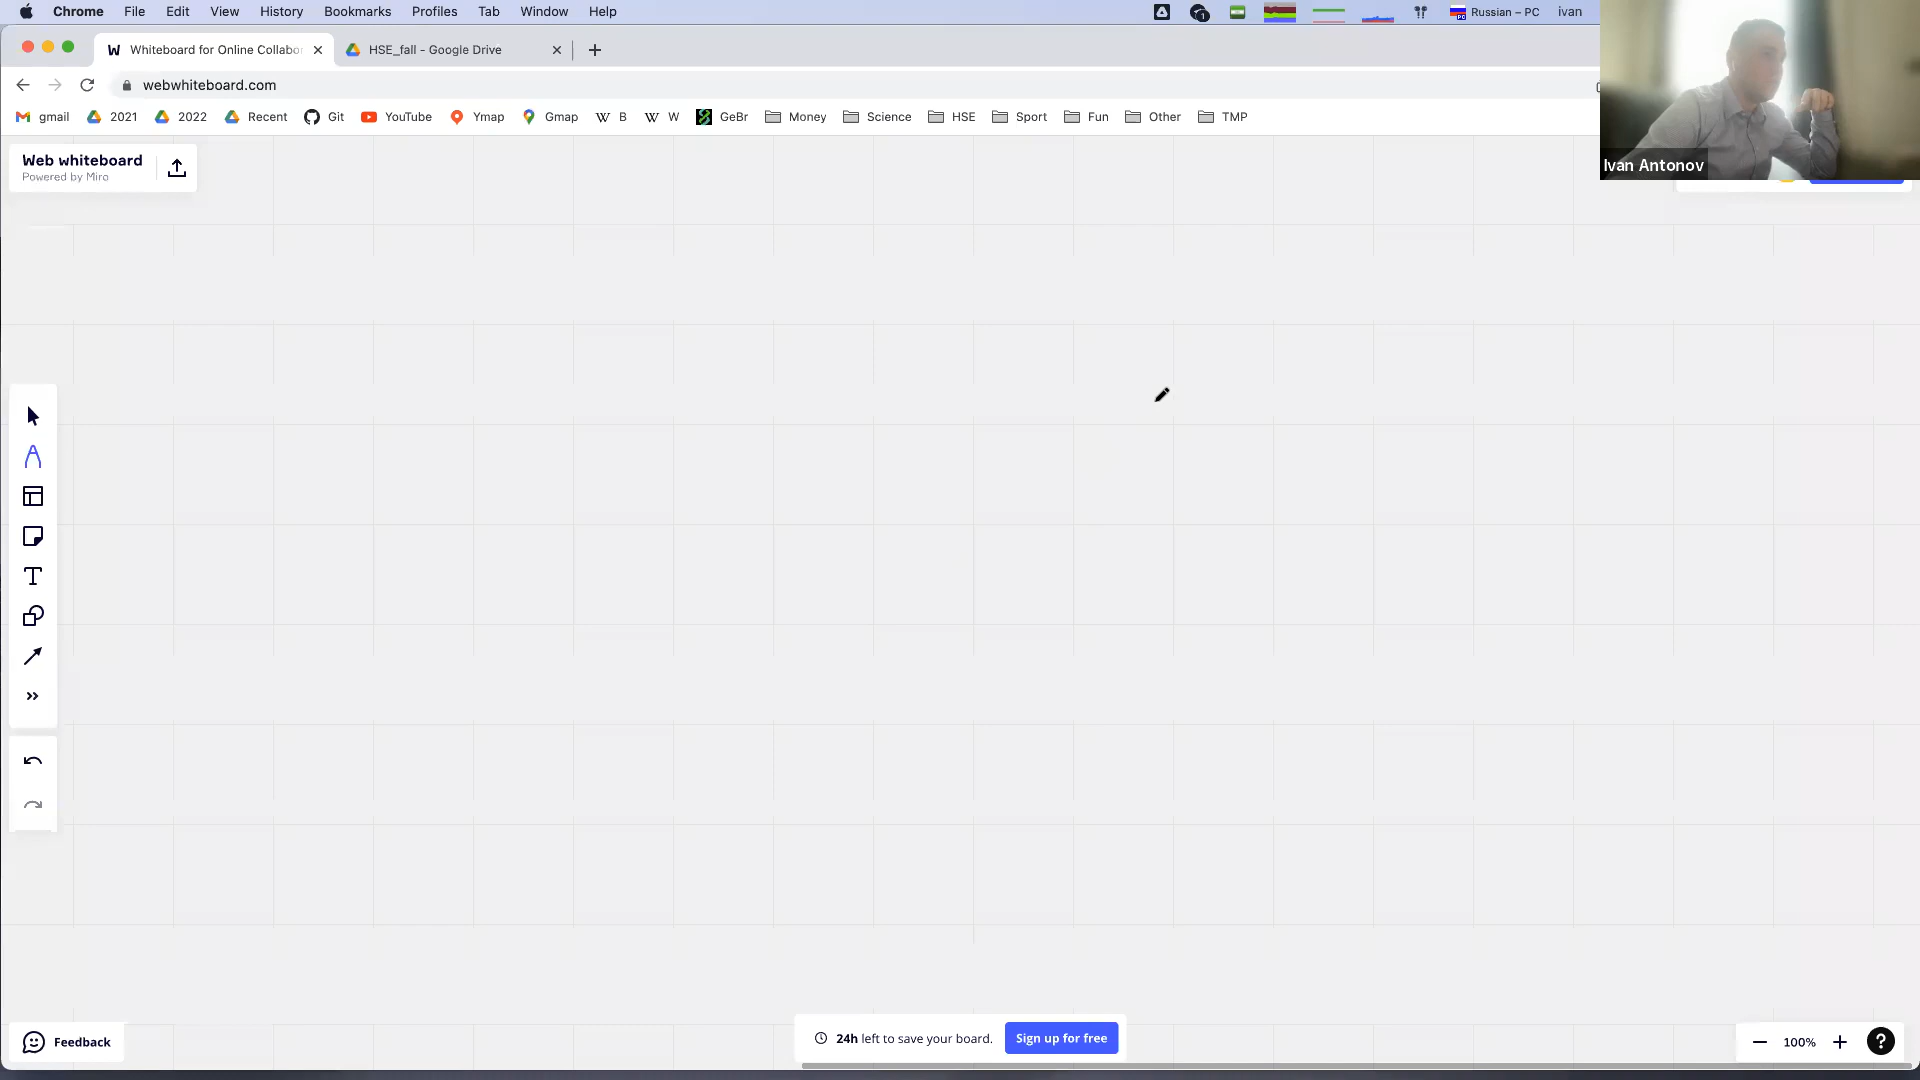 Chrome File Edit View History Bookmarks Profiles Tab Window Help 1 PC Russian – PC ivan
W Whiteboard for Online Collabor HSE_fall - Google Drive
webwhiteboard.com
gmail 2021 2022 Recent Git YouTube Ymap Gmap W B W W GeBr Money Science HSE Sport Fun Other TMP
Ivan Antonov
Web whiteboard
Powered by Miro
Feedback
24h left to save your board. Sign up for free
100% ?